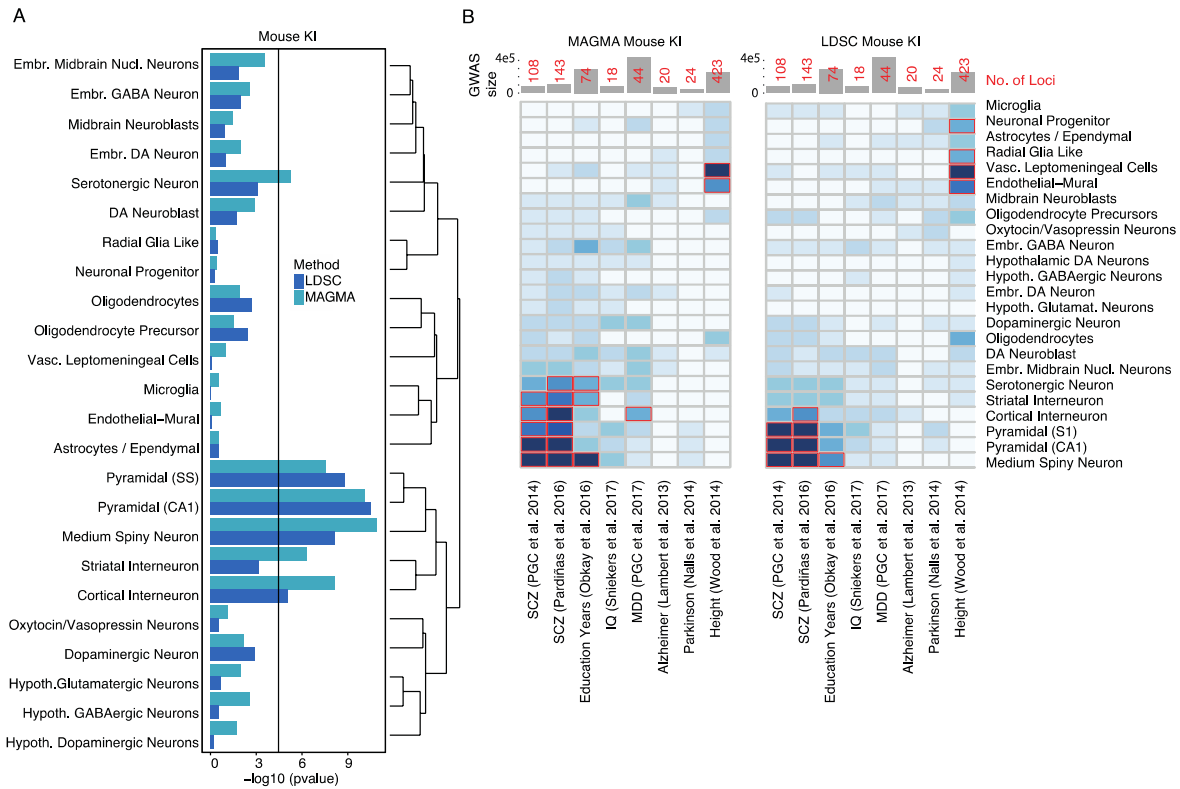 A
Mouse KI
Embr. Midbrain Nucl. Neurons
Embr. GABA Neuron
Midbrain Neuroblasts
Embr. DA Neuron
Serotonergic Neuron
DA Neuroblast
Radial Glia Like
Neuronal Progenitor
Oligodendrocytes
Oligodendrocyte Precursor
Vasc. Leptomeningeal Cells
Microglia
Endothelial−Mural
Astrocytes / Ependymal
Pyramidal (SS)
Pyramidal (CA1)
Medium Spiny Neuron
Striatal Interneuron
Cortical Interneuron
Oxytocin/Vasopressin Neurons
Dopaminergic Neuron
Hypoth.Glutamatergic Neurons
Hypoth. GABAergic Neurons
Hypoth. Dopaminergic Neurons
Method
LDSC
MAGMA
0 3 6 9
−log10 (pvalue)
B
MAGMA Mouse KI
LDSC Mouse KI
GWAS
size
4e5
0
108 143 74 18 44 20 24 423
4e5
0
108 143 74 18 44 20 24 423
No. of Loci
Microglia
Neuronal Progenitor
Astrocytes / Ependymal
Radial Glia Like
Vasc. Leptomeningeal Cells
Endothelial−Mural
Midbrain Neuroblasts
Oligodendrocyte Precursors
Oxytocin/Vasopressin Neurons
Embr. GABA Neuron
Hypothalamic DA Neurons
Hypoth. GABAergic Neurons
Embr. DA Neuron
Hypoth. Glutamat. Neurons
Dopaminergic Neuron
Oligodendrocytes
DA Neuroblast
Embr. Midbrain Nucl. Neurons
Serotonergic Neuron
Striatal Interneuron
Cortical Interneuron
Pyramidal (S1)
Pyramidal (CA1)
Medium Spiny Neuron
SCZ (PGC et al. 2014)
SCZ (Pardiñas et al. 2016)
Education Years (Obkay et al. 2016)
IQ (Sniekers et al. 2017)
MDD (PGC et al. 2017)
Alzheimer (Lambert et al. 2013)
Parkinson (Nalls et al. 2014)
Height (Wood et al. 2014)
SCZ (PGC et al. 2014)
SCZ (Pardiñas et al. 2016)
Education Years (Obkay et al. 2016)
IQ (Sniekers et al. 2017)
MDD (PGC et al. 2017)
Alzheimer (Lambert et al. 2013)
Parkinson (Nalls et al. 2014)
Height (Wood et al. 2014)